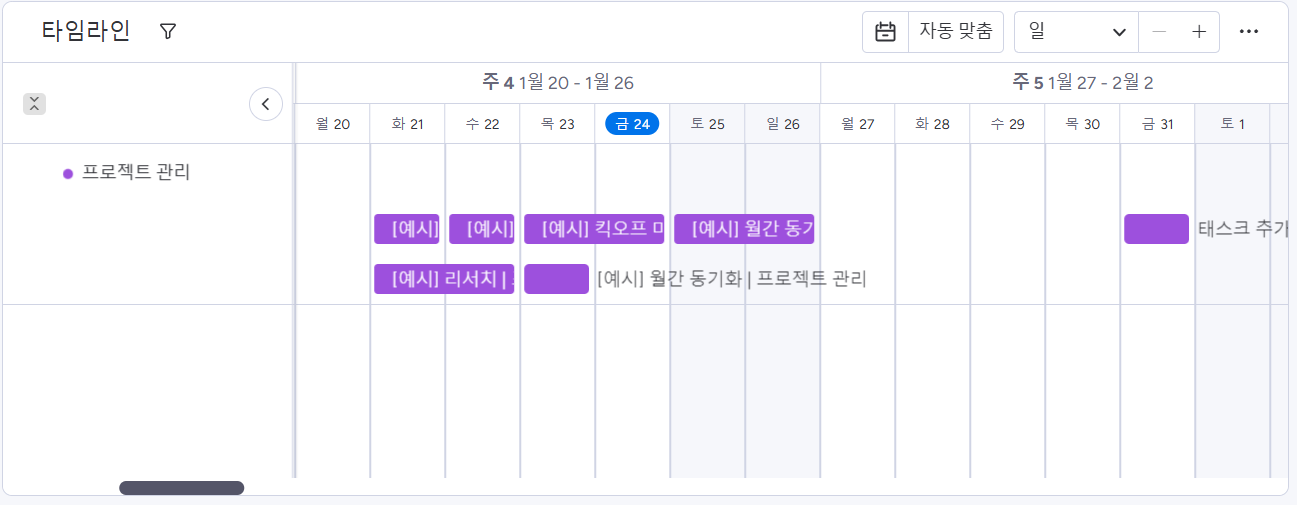 타임라인
자동 맞춤
일
주 4 1월 20 - 1월 26
주 5 1월 27 - 2월 2
월 20
화 21
수 22
목 23
금 24
토 25
일 26
월 27
화 28
수 29
목 30
금 31
토 1
프로젝트 관리
[예시]
[예시]
[예시] 킥오프
[예시] 월간
태스크 추가
[예시] 리서치 |
[예시] 월간 동기화 | 프로젝트 관리